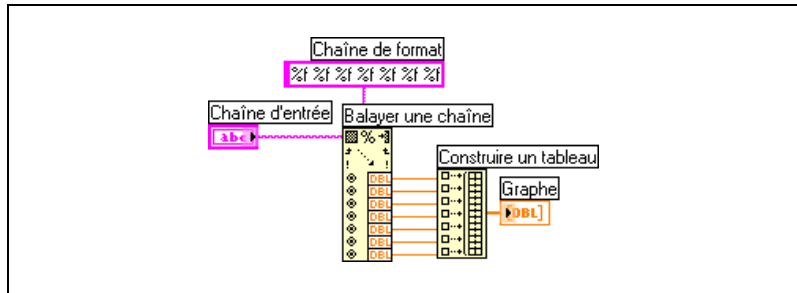 Chaîne de format
%f %f %f %f %f %f %f
Chaîne d'entrée
Balayer une chaîne
abc
%
Construire un tableau
DBL
DBL
DBL
DBL
DBL
DBL
DBL
Graphe
DBL]